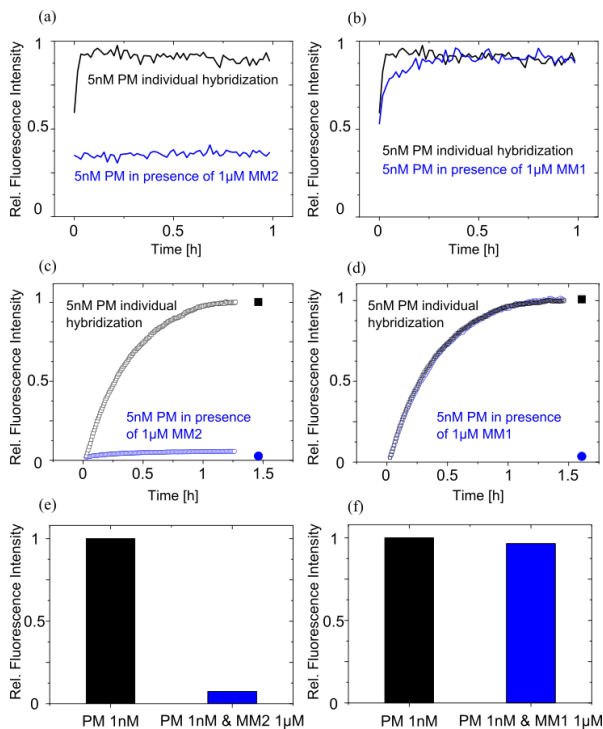 (a)
Rel. Fluorescence Intensity
1
0.5
0
5nM PM individual hybridization
5nM PM in presence of 1µM MM2
0
0.5
1
Time [h]
(b)
Rel. Fluorescence Intensity
1
0.5
0
5nM PM individual hybridization
5nM PM in presence of 1µM MM1
0
0.5
1
Time [h]
(c)
Rel. Fluorescence Intensity
1
0.5
0
5nM PM individual
hybridization
5nM PM in presence
of 1µM MM2
0
0.5
1
1.5
Time [h]
(d)
Rel. Fluorescence Intensity
1
0.5
0
5nM PM individual
hybridization
5nM PM in presence
of 1µM MM1
0
0.5
1
1.5
Time [h]
(e)
Rel. Fluorescence Intensity
1
0.5
0
PM 1nM
PM 1nM & MM2 1µM
(f)
Rel. Fluorescence Intensity
1
0.5
0
PM 1nM
PM 1nM & MM1 1µM